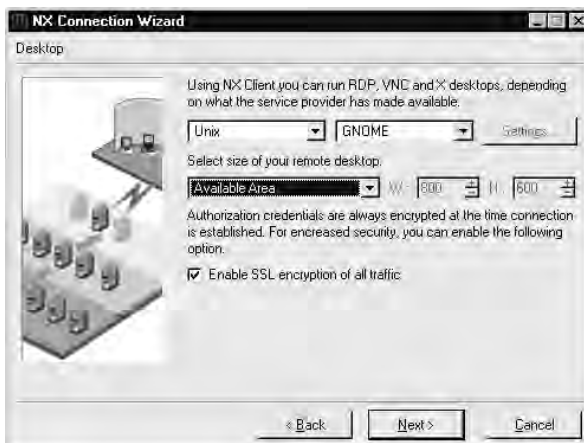 NX Connection Wizard
Desktop
Using NX Client you can run RDP, VNC and X desktops, depending
on what the service provider has made available.
Unix GNOME Settings...
Select size of your remote desktop.
Available Area W 800 H 600
Authorization credentials are always encrypted at the time connection
is established. For encreased security, you can enable the following
option.
Enable SSL encryption of all traffic
< Back Next > Cancel